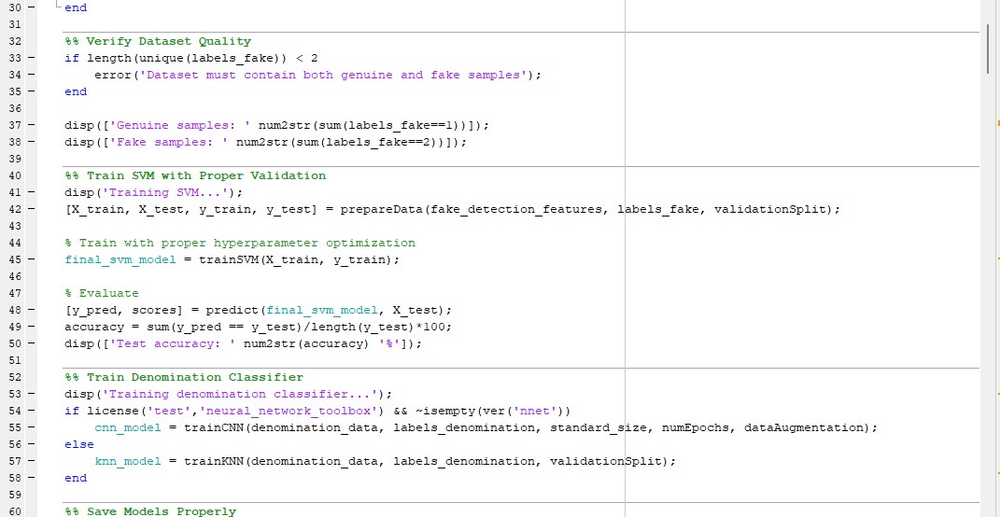 30 - end
31
32 %% Verify Dataset Quality
33 - if length(unique(labels_fake)) < 2
34 - error('Dataset must contain both genuine and fake samples');
35 - end
36
37 - disp(['Genuine samples: ' num2str(sum(labels_fake==1))]);
38 - disp(['Fake samples: ' num2str(sum(labels_fake==2))]);
39
40 %% Train SVM with Proper Validation
41 - disp('Training SVM...');
42 - [X_train, X_test, y_train, y_test] = prepareData(fake_detection_features, labels_fake, validationSplit);
43
44 % Train with proper hyperparameter optimization
45 - final_svm_model = trainSVM(X_train, y_train);
46
47 % Evaluate
48 - [y_pred, scores] = predict(final_svm_model, X_test);
49 - accuracy = sum(y_pred == y_test)/length(y_test)*100;
50 - disp(['Test accuracy: ' num2str(accuracy) '%']);
51
52 %% Train Denomination Classifier
53 - disp('Training denomination classifier...');
54 - if license('test','neural_network_toolbox') && ~isempty(ver('nnet'))
55 - cnn_model = trainCNN(denomination_data, labels_denomination, standard_size, numEpochs, dataAugmentation);
56 - else
57 - knn_model = trainKNN(denomination_data, labels_denomination, validationSplit);
58 - end
59
60 %% Save Models Properly